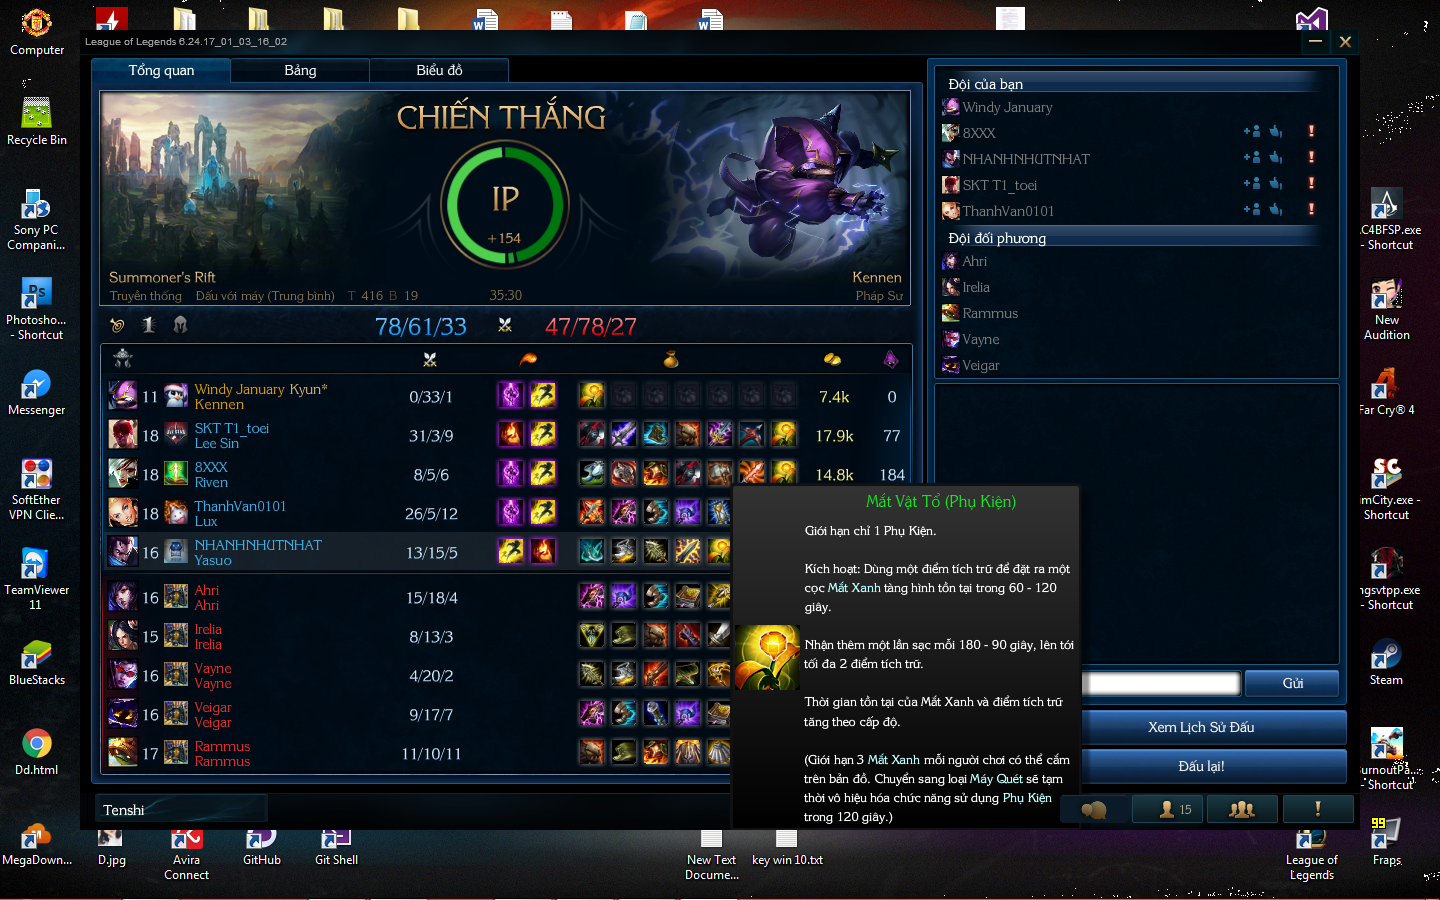 Computer
Recycle Bin
Sony PC
Compani...
Photosho...
- Shortcut
Messenger
SoftEther
VPN Clie...
TeamViewer
11
BlueStacks
Dd.html
MegaDown...
D.jpg
Avira
Connect
GitHub
Git Shell
New Text
Docume...
key win 10.txt
League of
Legends
Fraps
99
.C4BFSP.exe
- Shortcut
New
Audition
Far Cry® 4
mCity.exe -
Shortcut
ngsvtpp.exe
- Shortcut
Steam
urnoutPa...
- Shortcut
League of Legends 6.24.17_01_03_16_02
Tổng quan
Bảng
Biểu đồ
CHIẾN THẮNG
IP
+154
Summoner's Rift
Kennen
Truyền thống Đấu với máy (Trung bình) T 416 B 19
35:30
Pháp Sư
1
78/61/33
47/78/27
11 Windy January Kyun*
Kennen
0/33/1
7.4k
0
18 SKT T1_toei
Lee Sin
31/3/9
17.9k
77
18 8XXX
Riven
8/5/6
14.8k
184
18 ThanhVan0101
Lux
26/5/12
16 NHANHNHUTNHAT
Yasuo
13/15/5
16 Ahri
Ahri
15/18/4
15 Irelia
Irelia
8/13/3
16 Vayne
Vayne
4/20/2
16 Veigar
Veigar
9/17/7
17 Rammus
Rammus
11/10/11
Tenshi
Mắt Vật Tổ (Phụ Kiện)
Giới hạn chỉ 1 Phụ Kiện.
Kích hoạt: Dùng một điểm tích trữ để đặt ra một
cọc Mắt Xanh tàng hình tồn tại trong 60 - 120
giây.
Nhận thêm một lần sạc mỗi 180 - 90 giây, lên tới
tối đa 2 điểm tích trữ.
Thời gian tồn tại của Mắt Xanh và điểm tích trữ
tăng theo cấp độ.
(Giới hạn 3 Mắt Xanh mỗi người chơi có thể cắm
trên bản đồ. Chuyển sang loại Máy Quét sẽ tạm
thời vô hiệu hóa chức năng sử dụng Phụ Kiện
trong 120 giây.)
Đội của bạn
Windy January
8XXX
NHANHNHUTNHAT
SKT T1_toei
ThanhVan0101
Đội đối phương
Ahri
Irelia
Rammus
Vayne
Veigar
Gửi
Xem Lịch Sử Đấu
Đấu lại!
15